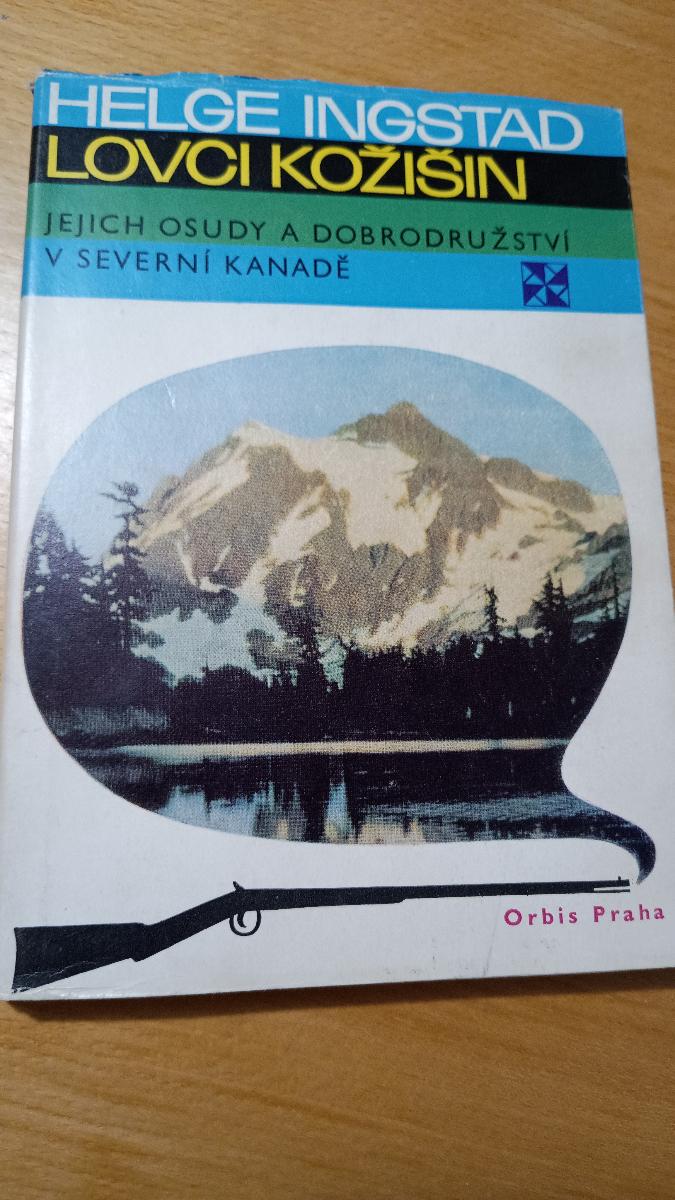 HELGE INGSTAD
LOVCI KOŽIŠIN
JEJICH OSUDY A DOBRODRUŽSTVÍ
V SEVERNÍ KANADĚ
Orbis Praha